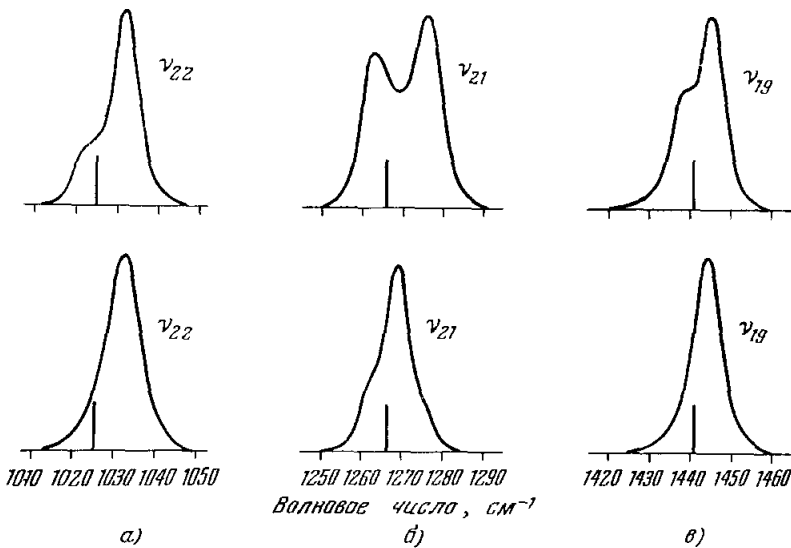 ν22
ν21
ν19
ν22
ν21
ν19
1010 1020 1030 1040 1050
1250 1260 1270 1280 1290
1420 1430 1440 1450 1460
Волновое число, см⁻¹
а)
б)
в)